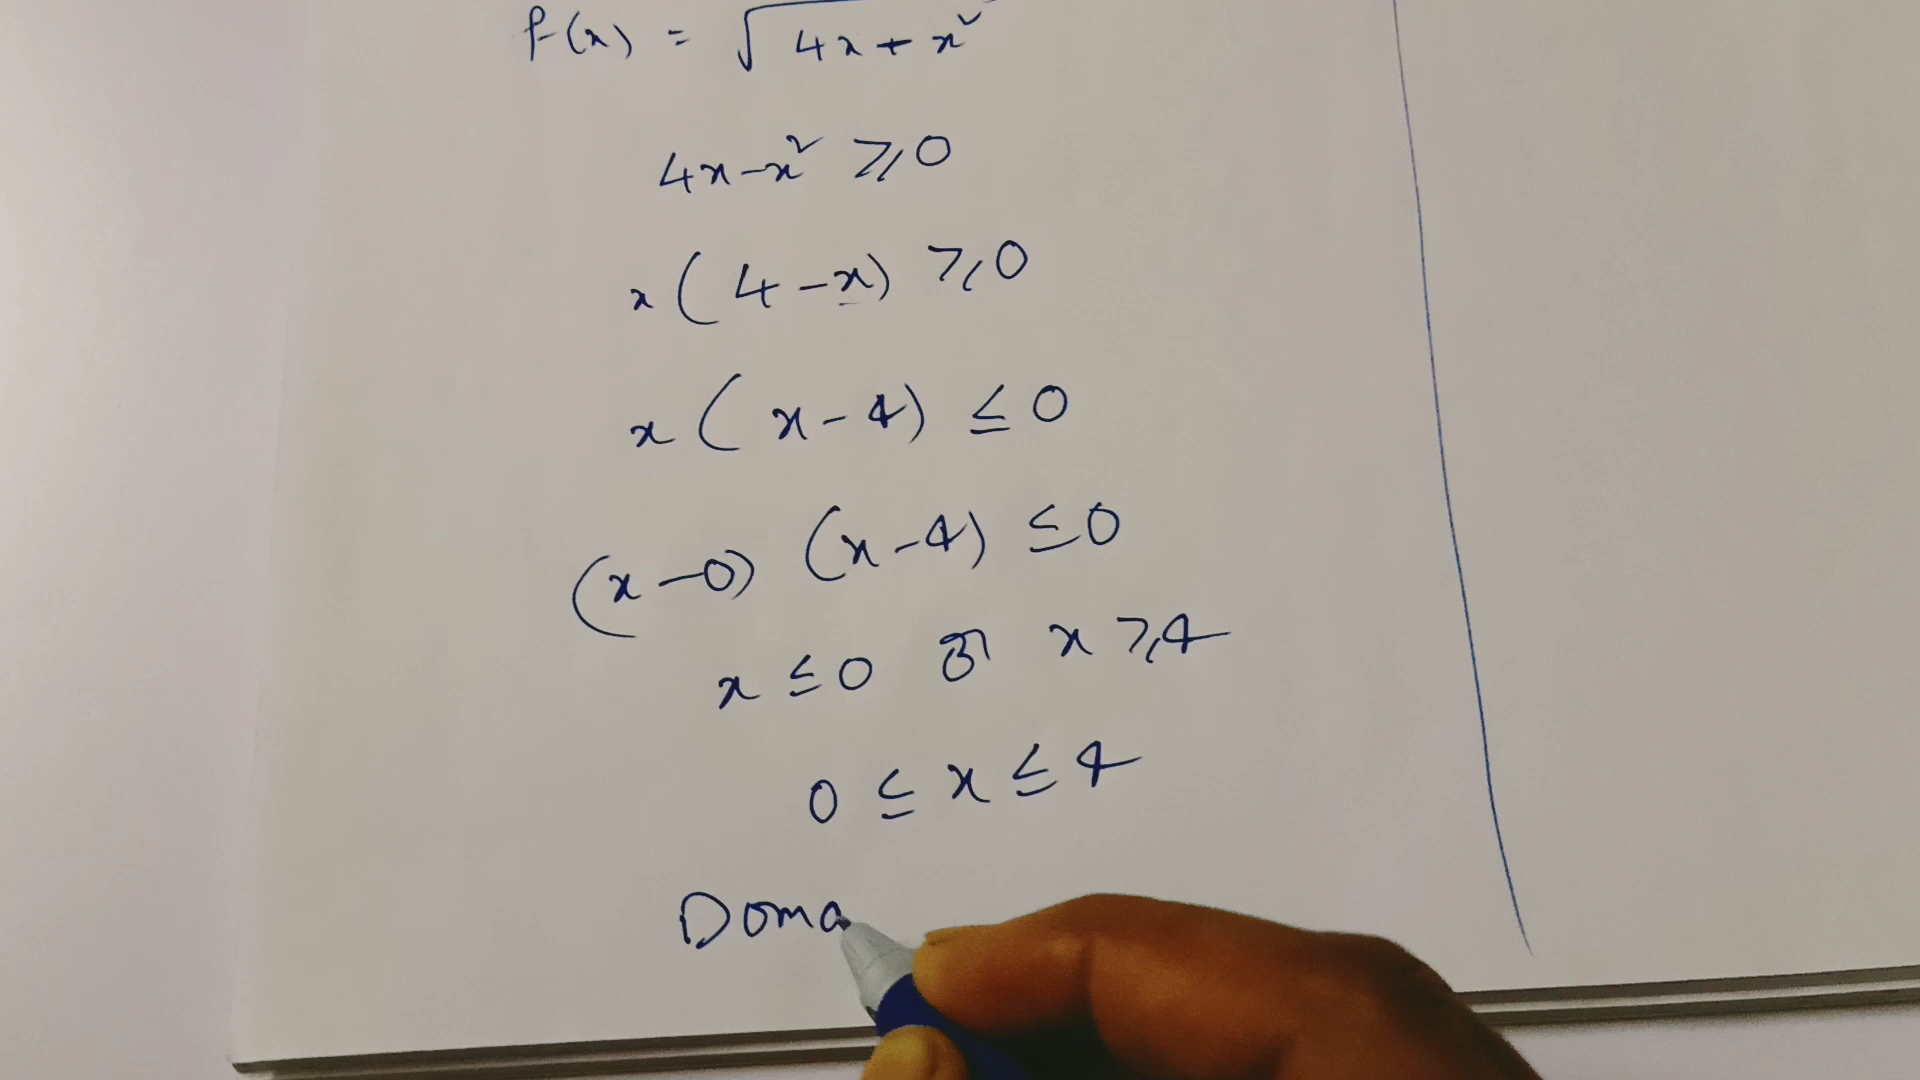 f(x) = √4x + x²
4x-x² ≥ 0
x(4-x) ≥ 0
x(x-4) ≤ 0
(x-0) (x-4) ≤ 0
x ≤ 0 or x ≥ 4
0 ≤ x ≤ 4
Doma